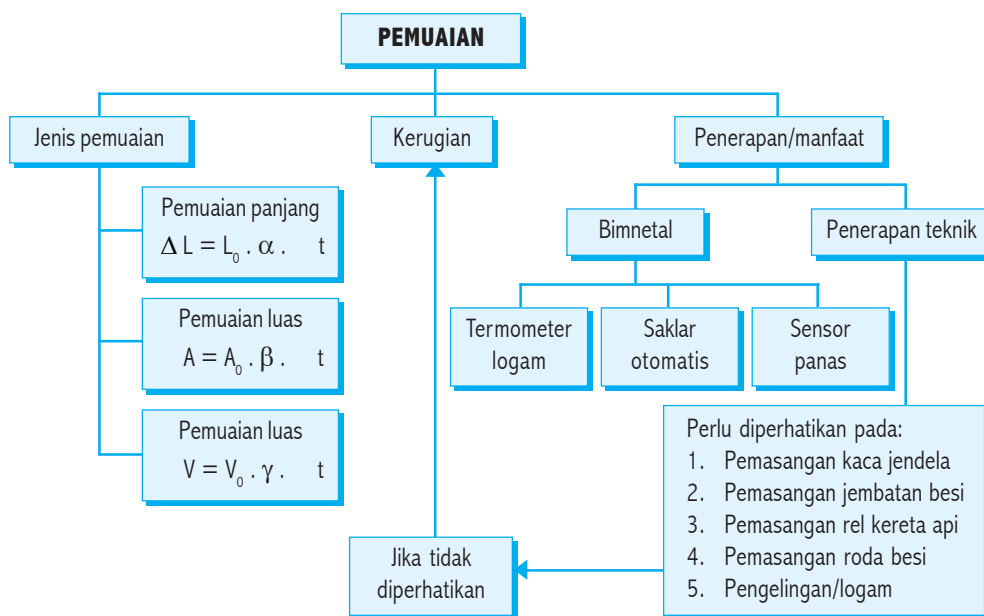 PEMUAIAN
Jenis pemuaian
Kerugian
Penerapan/manfaat
Pemuaian panjang
Δ L = L₀ . α . t
Pemuaian luas
A = A₀ . β . t
Pemuaian luas
V = V₀ . γ . t
Bimnetal
Penerapan teknik
Termometer
logam
Saklar
otomatis
Sensor
panas
Perlu diperhatikan pada:
1. Pemasangan kaca jendela
2. Pemasangan jembatan besi
3. Pemasangan rel kereta api
4. Pemasangan roda besi
5. Pengelingan/logam
Jika tidak
diperhatikan